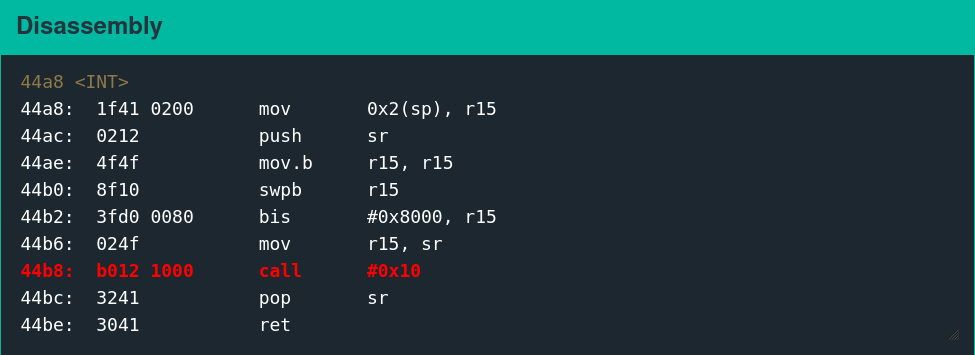 Disassembly
44a8 <INT>
44a8:  1f41 0200      mov       0x2(sp), r15
44ac:  0212           push      sr
44ae:  4f4f           mov.b     r15, r15
44b0:  8f10           swpb      r15
44b2:  3fd0 0080      bis       #0x8000, r15
44b6:  024f           mov       r15, sr
44b8:  b012 1000      call      #0x10
44bc:  3241           pop       sr
44be:  3041           ret